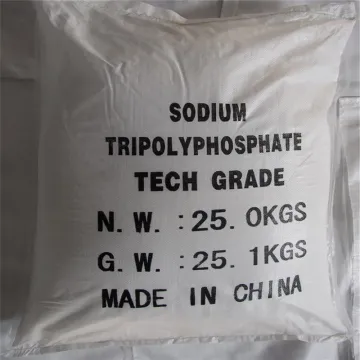 SODIUM
TRIPOLYPHOSPHATE
TECH GRADE
N. W. : 25. 0KGS
G. W. : 25. 1KGS
MADE IN CHINA